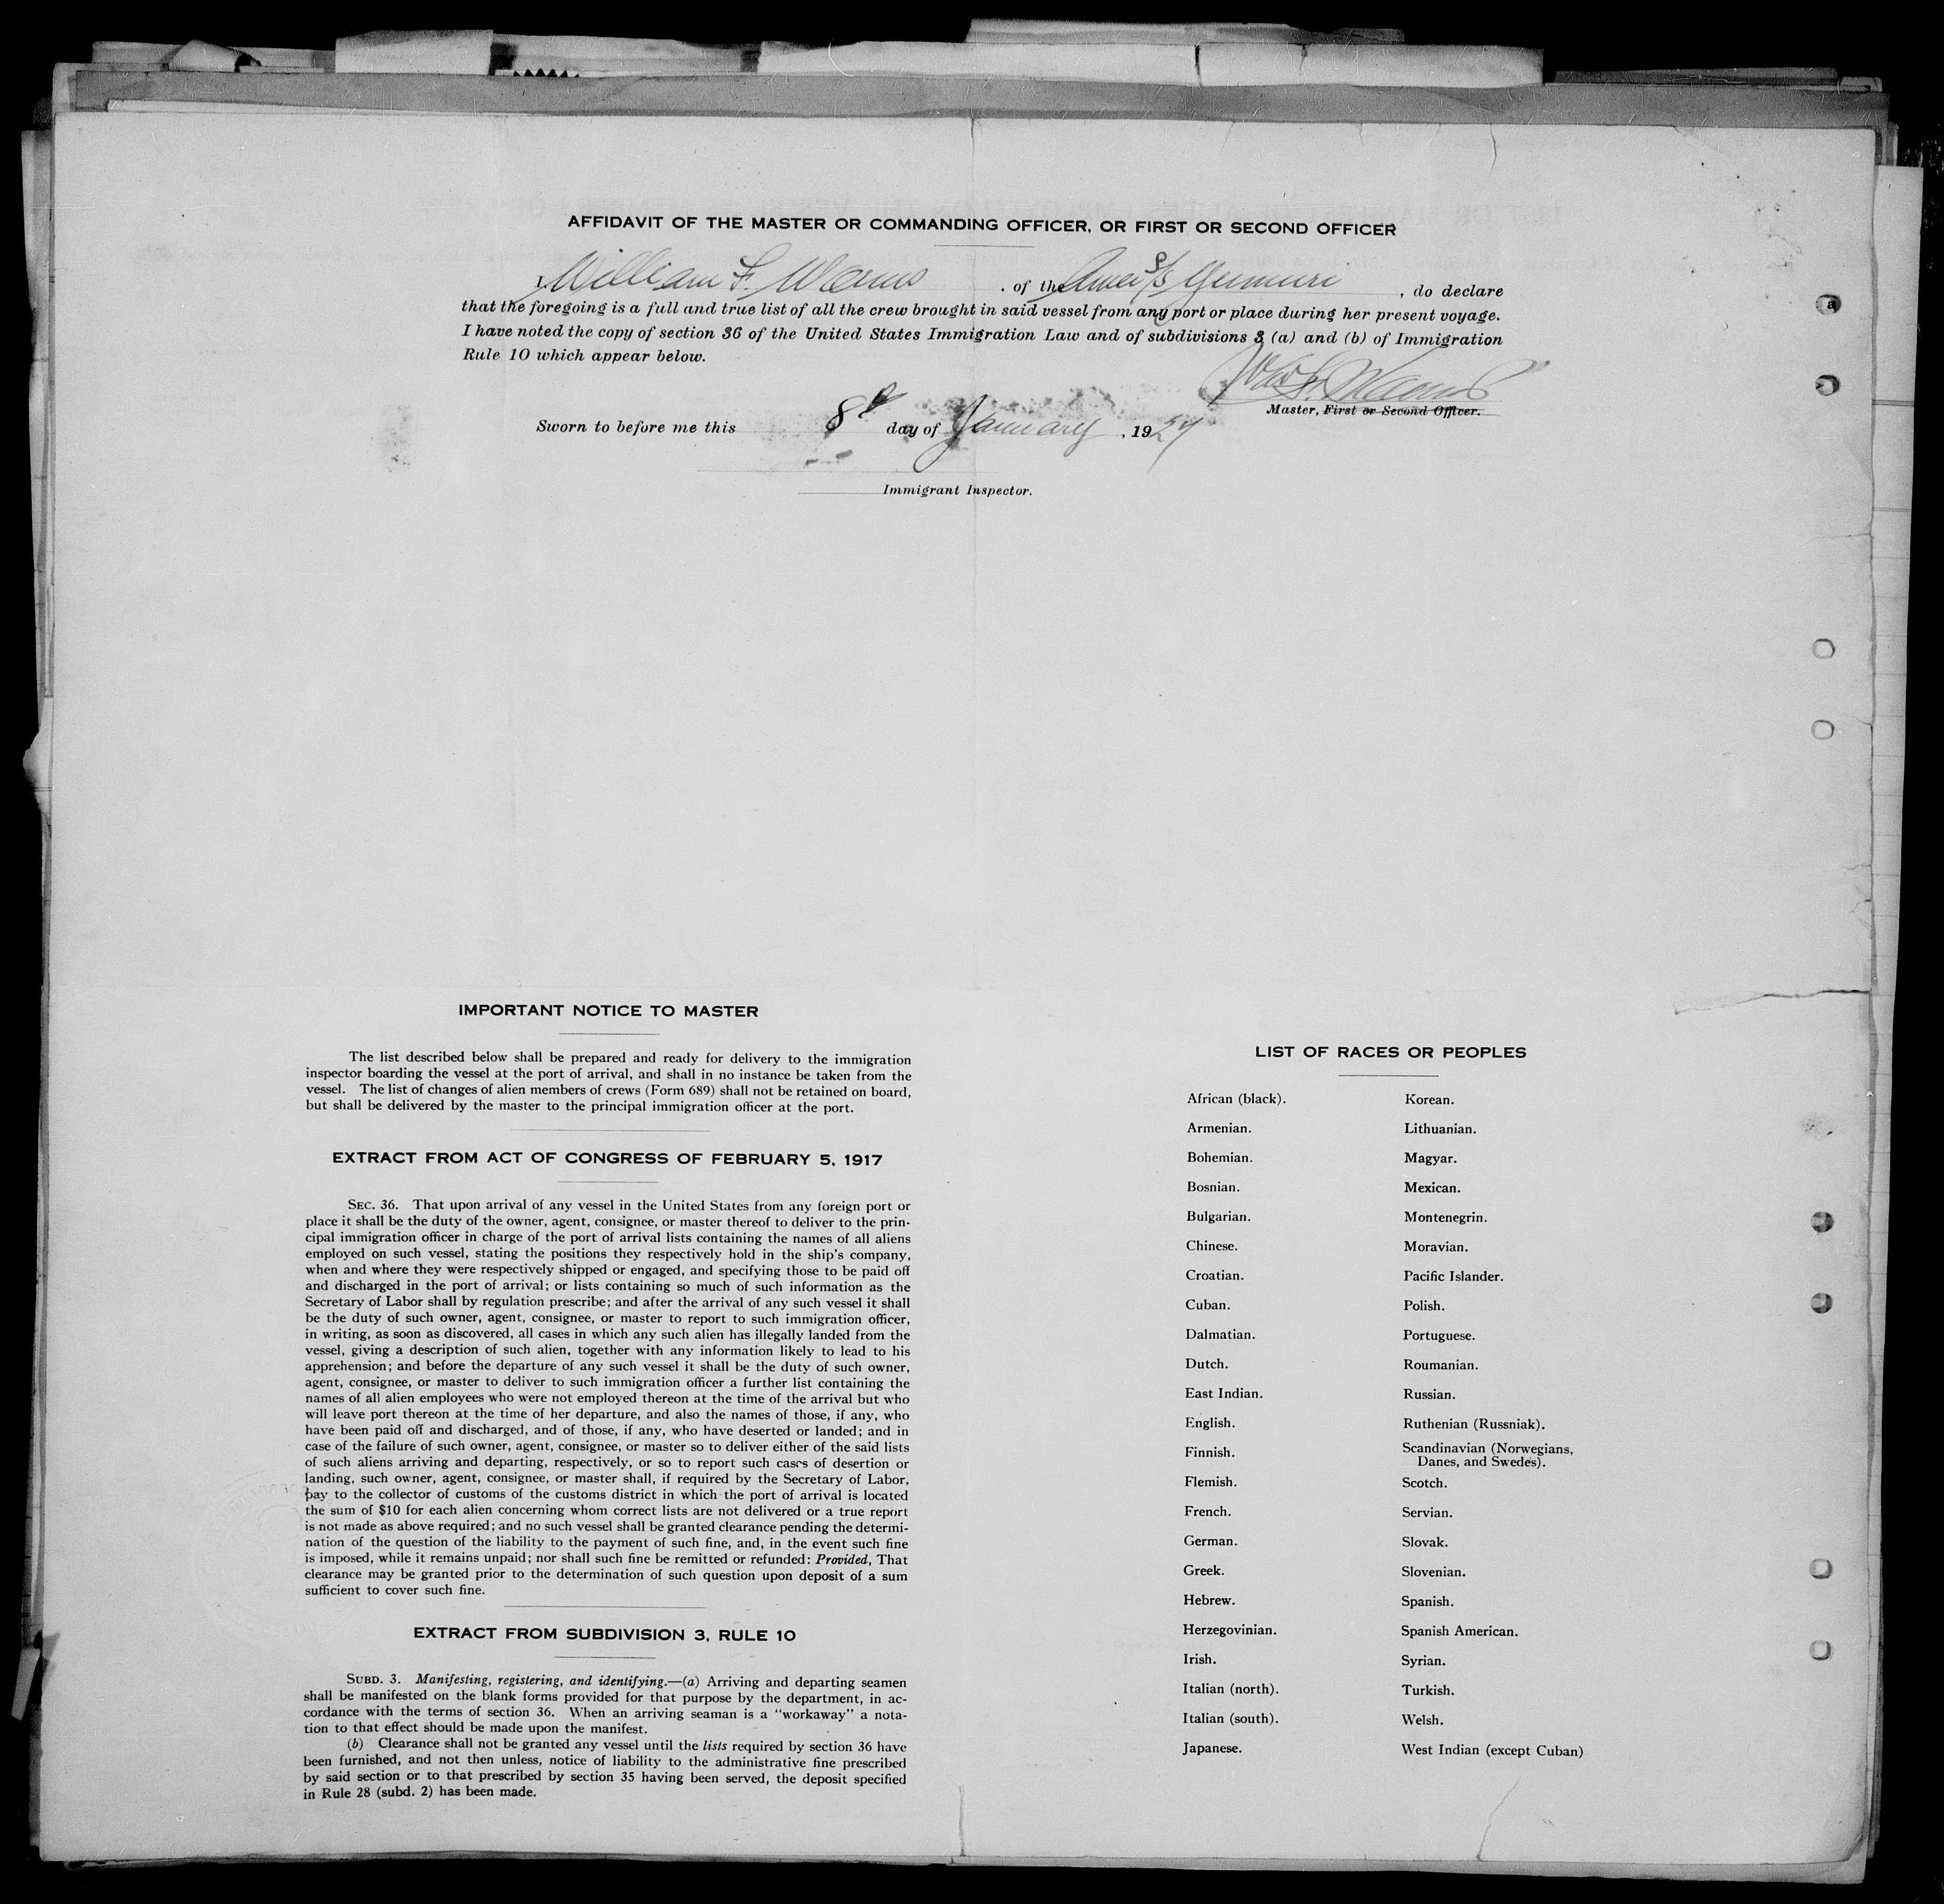 AFFIDAVIT OF THE MASTER OR COMMANDING OFFICER, OR FIRST OR SECOND OFFICER
I, William F. Warms, of the Amer S/S Yumuri, do declare
that the foregoing is a full and true list of all the crew brought in said vessel from any port or place during her present voyage.
I have noted the copy of section 36 of the United States Immigration Law and of subdivisions 3 (a) and (b) of Immigration
Rule 10 which appear below.
Wm F. Warms
Master, First or Second Officer.
Sworn to before me this 8th day of January, 1927
Immigrant Inspector.
IMPORTANT NOTICE TO MASTER
The list described below shall be prepared and ready for delivery to the immigration
inspector boarding the vessel at the port of arrival, and shall in no instance be taken from the
vessel. The list of changes of alien members of crews (Form 689) shall not be retained on board,
but shall be delivered by the master to the principal immigration officer at the port.
EXTRACT FROM ACT OF CONGRESS OF FEBRUARY 5, 1917
SEC. 36. That upon arrival of any vessel in the United States from any foreign port or
place it shall be the duty of the owner, agent, consignee, or master thereof to deliver to the prin-
cipal immigration officer in charge of the port of arrival lists containing the names of all aliens
employed on such vessel, stating the positions they respectively hold in the ship's company,
when and where they were respectively shipped or engaged, and specifying those to be paid off
and discharged in the port of arrival; or lists containing so much of such information as the
Secretary of Labor shall by regulation prescribe; and after the arrival of any such vessel it shall
be the duty of such owner, agent, consignee, or master to report to such immigration officer,
in writing, as soon as discovered, all cases in which any such alien has illegally landed from the
vessel, giving a description of such alien, together with any information likely to lead to his
apprehension; and before the departure of any such vessel it shall be the duty of such owner,
agent, consignee, or master to deliver to such immigration officer a further list containing the
names of all alien employees who were not employed thereon at the time of the arrival but who
will leave port thereon at the time of her departure, and also the names of those, if any, who
have been paid off and discharged, and of those, if any, who have deserted or landed; and in
case of the failure of such owner, agent, consignee, or master so to deliver either of the said lists
of such aliens arriving and departing, respectively, or so to report such cases of desertion or
landing, such owner, agent, consignee, or master shall, if required by the Secretary of Labor,
pay to the collector of customs of the customs district in which the port of arrival is located
the sum of $10 for each alien concerning whom correct lists are not delivered or a true report
is not made as above required; and no such vessel shall be granted clearance pending the determi-
nation of the question of the liability to the payment of such fine, and, in the event such fine
is imposed, while it remains unpaid; nor shall such fine be remitted or refunded: Provided, That
clearance may be granted prior to the determination of such question upon deposit of a sum
sufficient to cover such fine.
EXTRACT FROM SUBDIVISION 3, RULE 10
SUBD. 3. Manifesting, registering, and identifying.—(a) Arriving and departing seamen
shall be manifested on the blank forms provided for that purpose by the department, in ac-
cordance with the terms of section 36. When an arriving seaman is a "workaway" a nota-
tion to that effect should be made upon the manifest.
(b) Clearance shall not be granted any vessel until the lists required by section 36 have
been furnished, and not then unless, notice of liability to the administrative fine prescribed
by said section or to that prescribed by section 35 having been served, the deposit specified
in Rule 28 (subd. 2) has been made.
LIST OF RACES OR PEOPLES
African (black).
Armenian.
Bohemian.
Bosnian.
Bulgarian.
Chinese.
Croatian.
Cuban.
Dalmatian.
Dutch.
East Indian.
English.
Finnish.
Flemish.
French.
German.
Greek.
Hebrew.
Herzegovinian.
Irish.
Italian (north).
Italian (south).
Japanese.
Korean.
Lithuanian.
Magyar.
Mexican.
Montenegrin.
Moravian.
Pacific Islander.
Polish.
Portuguese.
Roumanian.
Russian.
Ruthenian (Russniak).
Scandinavian (Norwegians,
Danes, and Swedes).
Scotch.
Servian.
Slovak.
Slovenian.
Spanish.
Spanish American.
Syrian.
Turkish.
Welsh.
West Indian (except Cuban)